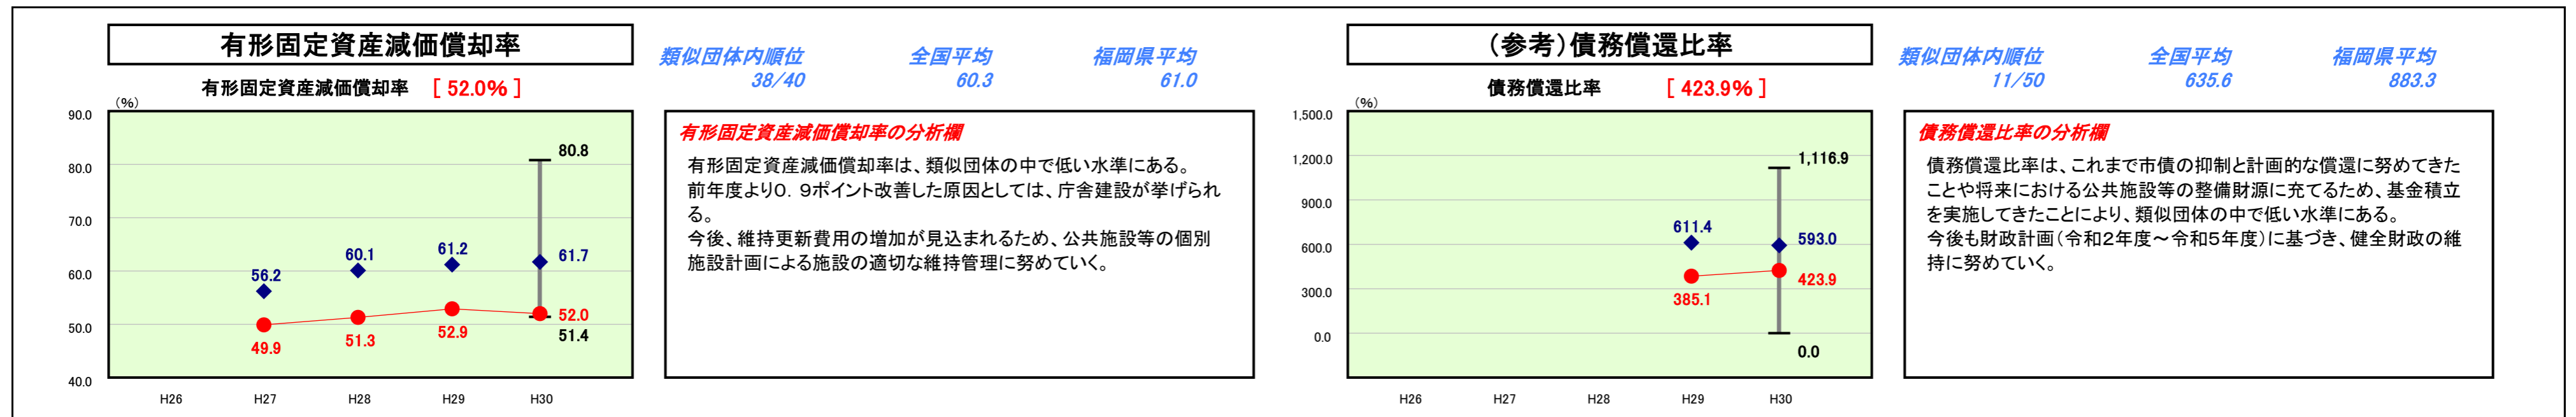 有形固定資産減価償却率
有形固定資産減価償却率 [ 52.0% ]
類似団体内順位 全国平均 福岡県平均
38/40 60.3 61.0
(%)
90.0
80.0
70.0
60.0
50.0
40.0
80.8
56.2
60.1
61.2
61.7
49.9
51.3
52.9
52.0
51.4
H26 H27 H28 H29 H30
有形固定資産減価償却率の分析欄
有形固定資産減価償却率は、類似団体の中で低い水準にある。
前年度より0.9ポイント改善した原因としては、庁舎建設が挙げられ
る。
今後、維持更新費用の増加が見込まれるため、公共施設等の個別
施設計画による施設の適切な維持管理に努めていく。
(参考)債務償還比率
債務償還比率 [ 423.9% ]
類似団体内順位 全国平均 福岡県平均
11/50 635.6 883.3
(%)
1,500.0
1,200.0
900.0
600.0
300.0
0.0
1,116.9
611.4
593.0
385.1
423.9
0.0
H26 H27 H28 H29 H30
債務償還比率の分析欄
債務償還比率は、これまで市債の抑制と計画的な償還に努めてきた
ことや将来における公共施設等の整備財源に充てるため、基金積立
を実施してきたことにより、類似団体の中で低い水準にある。
今後も財政計画(令和2年度~令和5年度)に基づき、健全財政の維
持に努めていく。